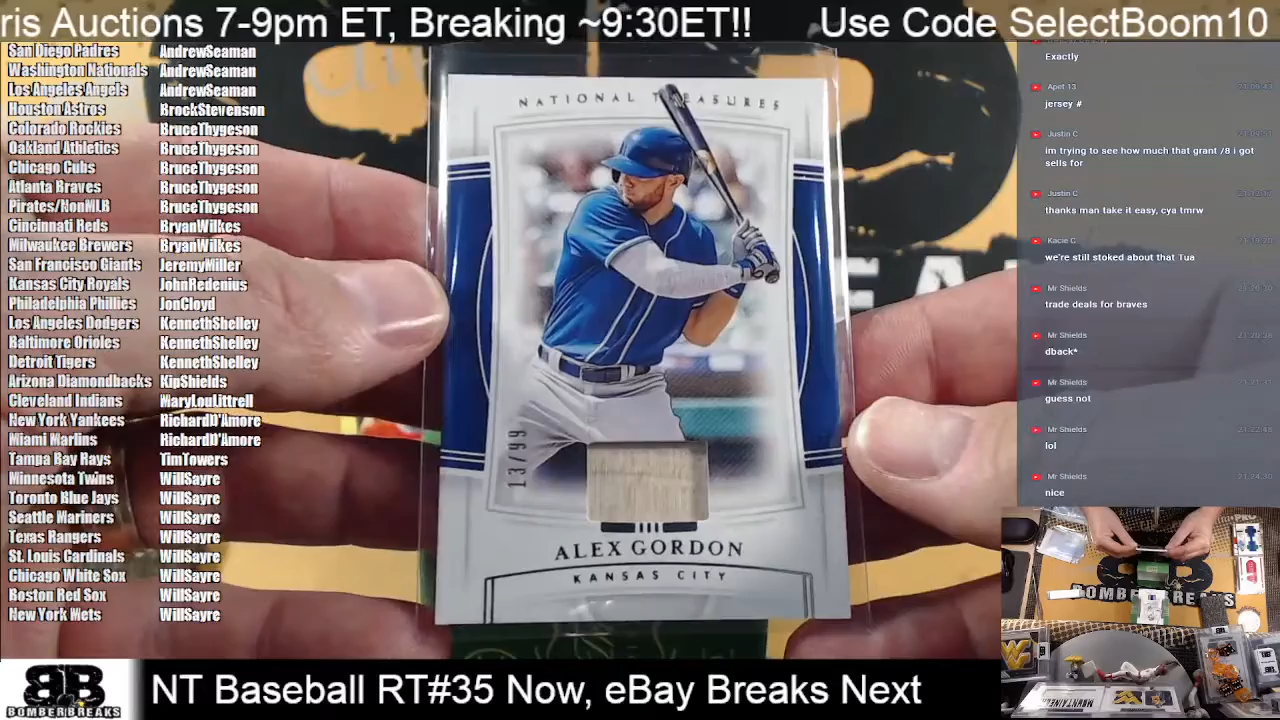 ris Auctions 7-9pm ET, Breaking ~9:30ET!! Use Code SelectBoom10
San Diego Padres AndrewSeaman
Washington Nationals AndrewSeaman
Los Angeles Angels AndrewSeaman
Houston Astros BrockStevenson
Colorado Rockies BruceThygeson
Oakland Athletics BruceThygeson
Chicago Cubs BruceThygeson
Atlanta Braves BruceThygeson
Pirates/NonMLB BruceThygeson
Cincinnati Reds BryanWilkes
Milwaukee Brewers BryanWilkes
San Francisco Giants JeremyMiller
Kansas City Royals JohnRedenius
Philadelphia Phillies JonCloyd
Los Angeles Dodgers KennethShelley
Baltimore Orioles KennethShelley
Detroit Tigers KennethShelley
Arizona Diamondbacks KipShields
Cleveland Indians MaryLouLittrell
New York Yankees RichardD'Amore
Miami Marlins RichardD'Amore
Tampa Bay Rays TimTowers
Minnesota Twins WillSayre
Toronto Blue Jays WillSayre
Seattle Mariners WillSayre
Texas Rangers WillSayre
St. Louis Cardinals WillSayre
Chicago White Sox WillSayre
Boston Red Sox WillSayre
New York Mets WillSayre
NATIONAL TREASURES
13/99
ALEX GORDON
KANSAS CITY
Exactly
Apet 13
jersey #
Justin C
im trying to see how much that grant /8 i got
sells for
Justin C
thanks man take it easy, cya tmrw
Kacie C
we're still stoked about that Tua
Mr Shields
trade deals for braves
Mr Shields
dback*
Mr Shields
guess not
Mr Shields 21:22:48
lol
Mr Shields 21:24:30
nice
BOMBER BREAKS
BB
BOMBERBREAKS
NT Baseball RT#35 Now, eBay Breaks Next